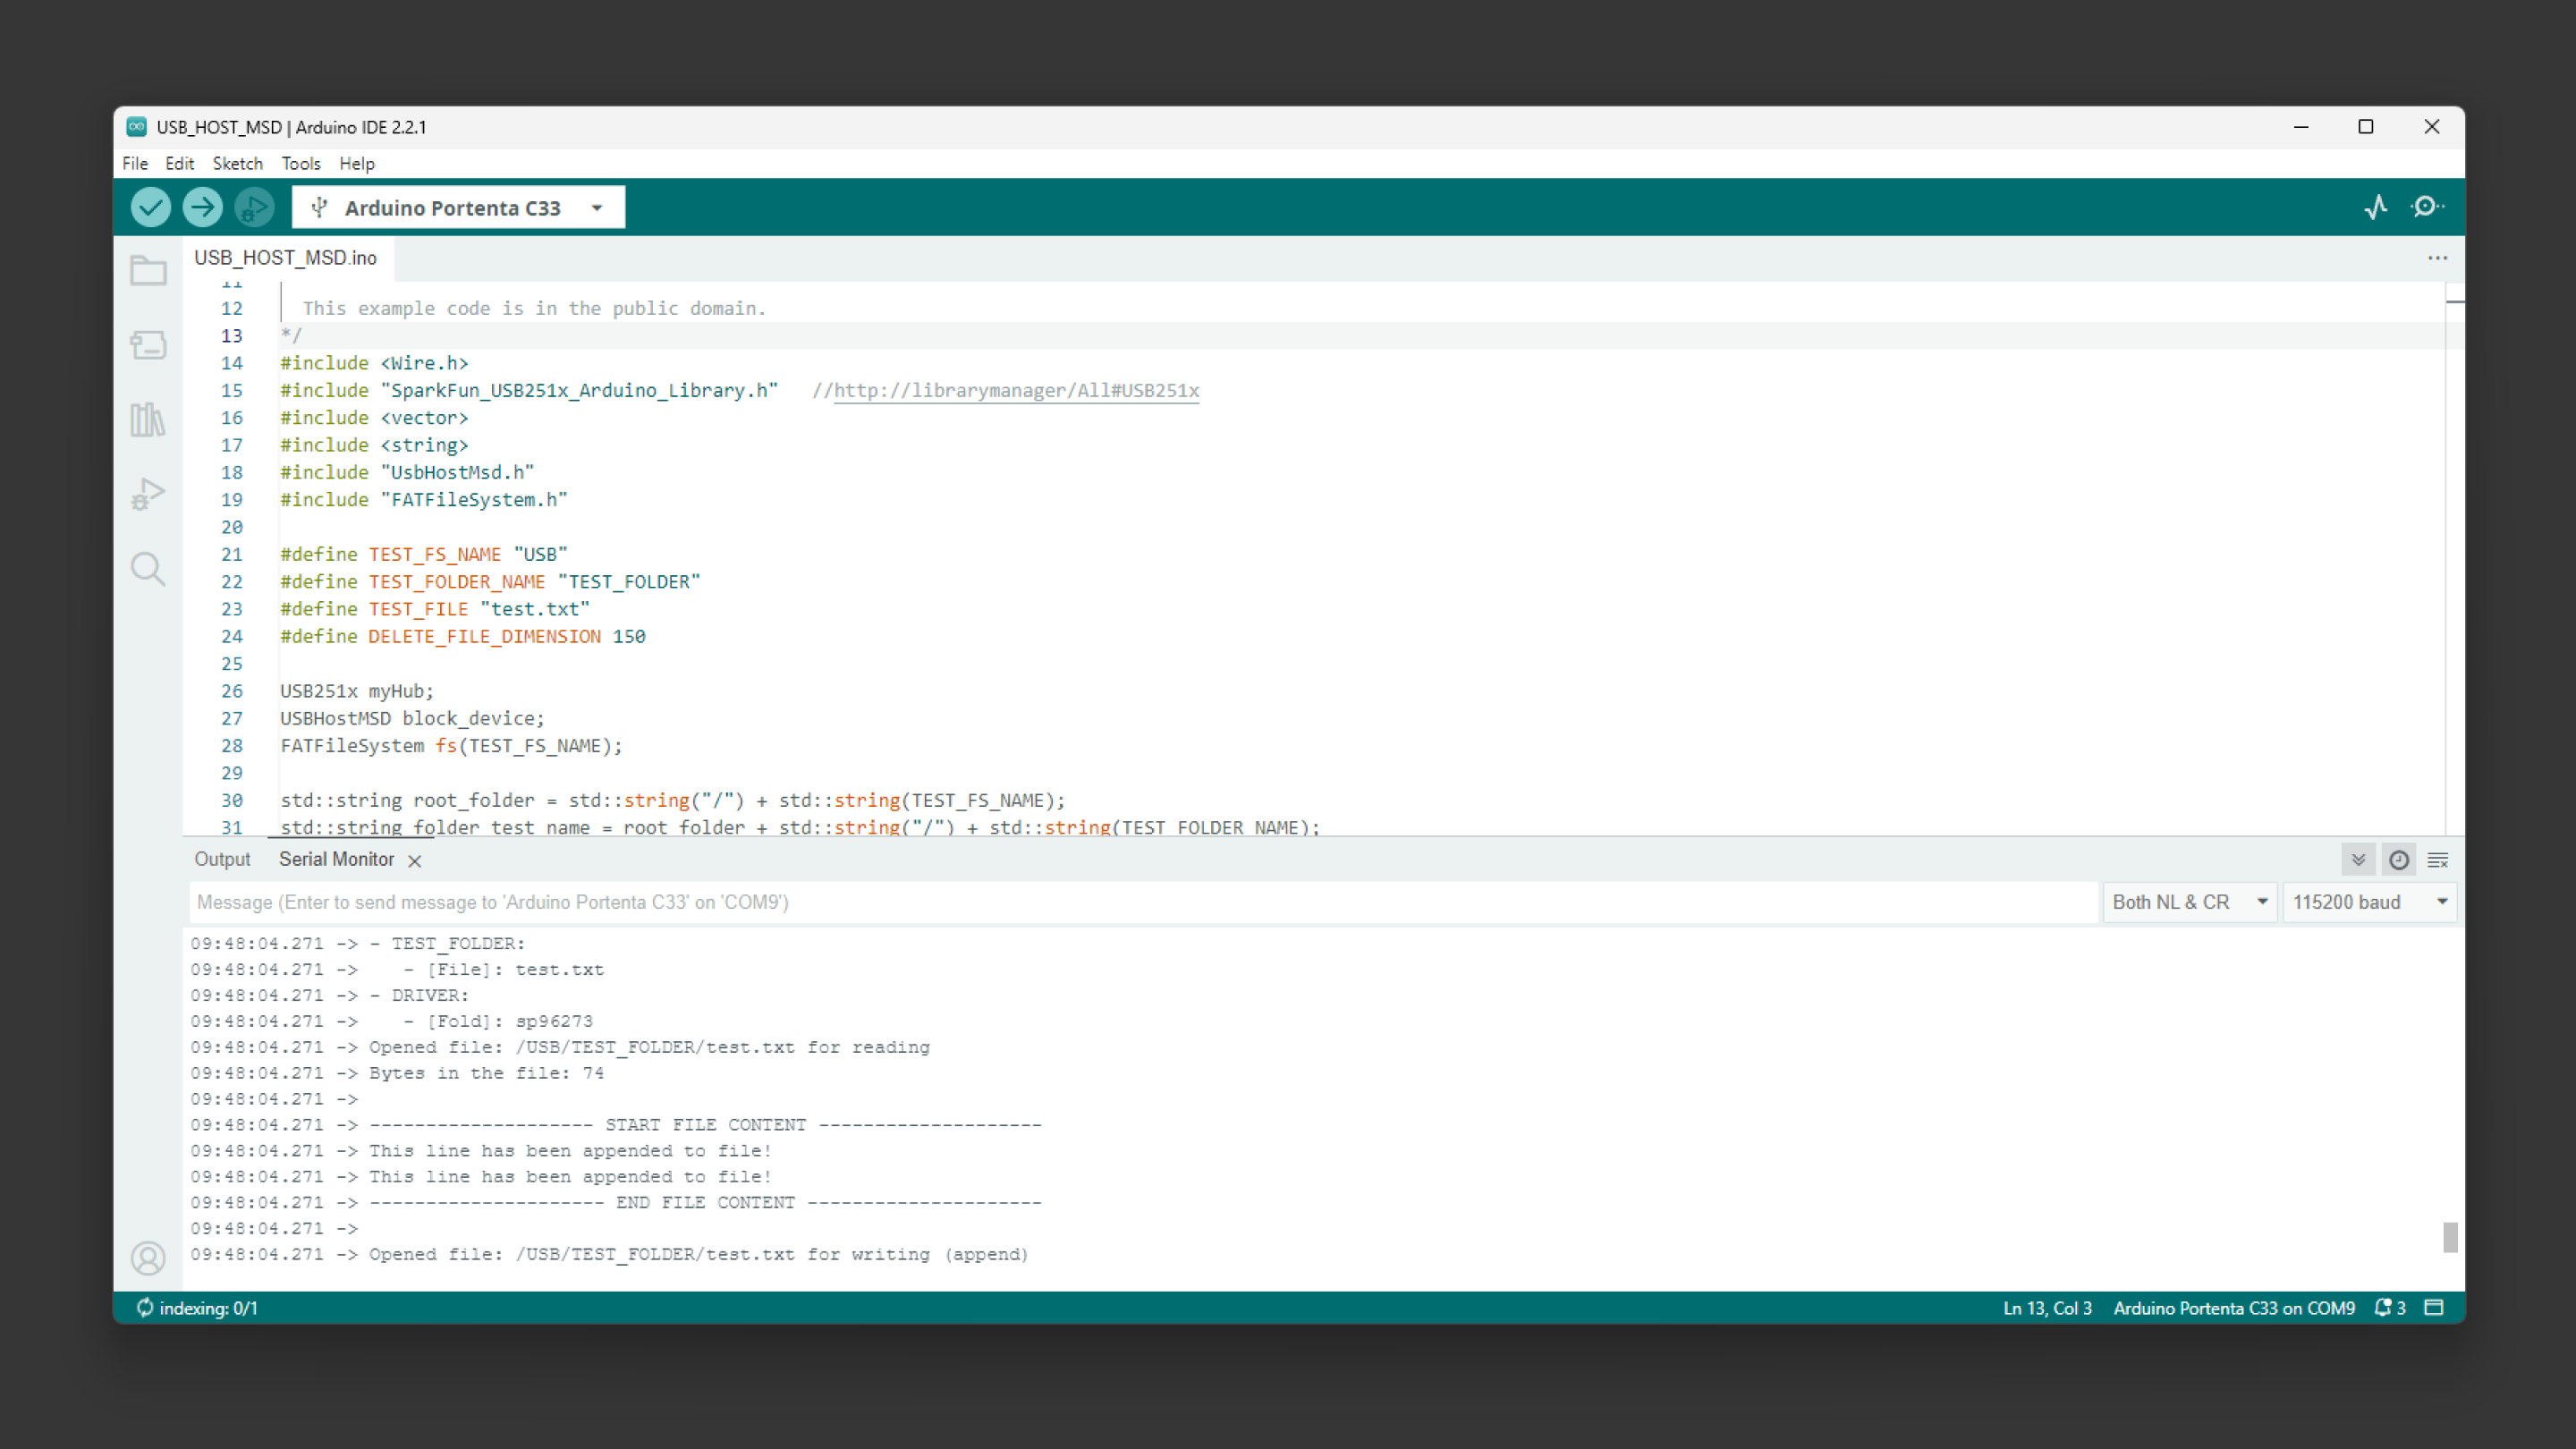 USB_HOST_MSD | Arduino IDE 2.2.1
File Edit Sketch Tools Help
Arduino Portenta C33
USB_HOST_MSD.ino
11
12 This example code is in the public domain.
13 */
14 #include <Wire.h>
15 #include "SparkFun_USB251x_Arduino_Library.h" //http://librarymanager/All#USB251x
16 #include <vector>
17 #include <string>
18 #include "UsbHostMsd.h"
19 #include "FATFileSystem.h"
20
21 #define TEST_FS_NAME "USB"
22 #define TEST_FOLDER_NAME "TEST_FOLDER"
23 #define TEST_FILE "test.txt"
24 #define DELETE_FILE_DIMENSION 150
25
26 USB251x myHub;
27 USBHostMSD block_device;
28 FATFileSystem fs(TEST_FS_NAME);
29
30 std::string root_folder = std::string("/") + std::string(TEST_FS_NAME);
31 std::string folder_test_name = root_folder + std::string("/") + std::string(TEST_FOLDER_NAME);
Output Serial Monitor
Message (Enter to send message to 'Arduino Portenta C33' on 'COM9') Both NL & CR 115200 baud
09:48:04.271 -> - TEST_FOLDER:
09:48:04.271 -> - [File]: test.txt
09:48:04.271 -> - DRIVER:
09:48:04.271 -> - [Fold]: sp96273
09:48:04.271 -> Opened file: /USB/TEST_FOLDER/test.txt for reading
09:48:04.271 -> Bytes in the file: 74
09:48:04.271 ->
09:48:04.271 -> -------------------- START FILE CONTENT --------------------
09:48:04.271 -> This line has been appended to file!
09:48:04.271 -> This line has been appended to file!
09:48:04.271 -> --------------------- END FILE CONTENT ---------------------
09:48:04.271 ->
09:48:04.271 -> Opened file: /USB/TEST_FOLDER/test.txt for writing (append)
indexing: 0/1 Ln 13, Col 3 Arduino Portenta C33 on COM9 3